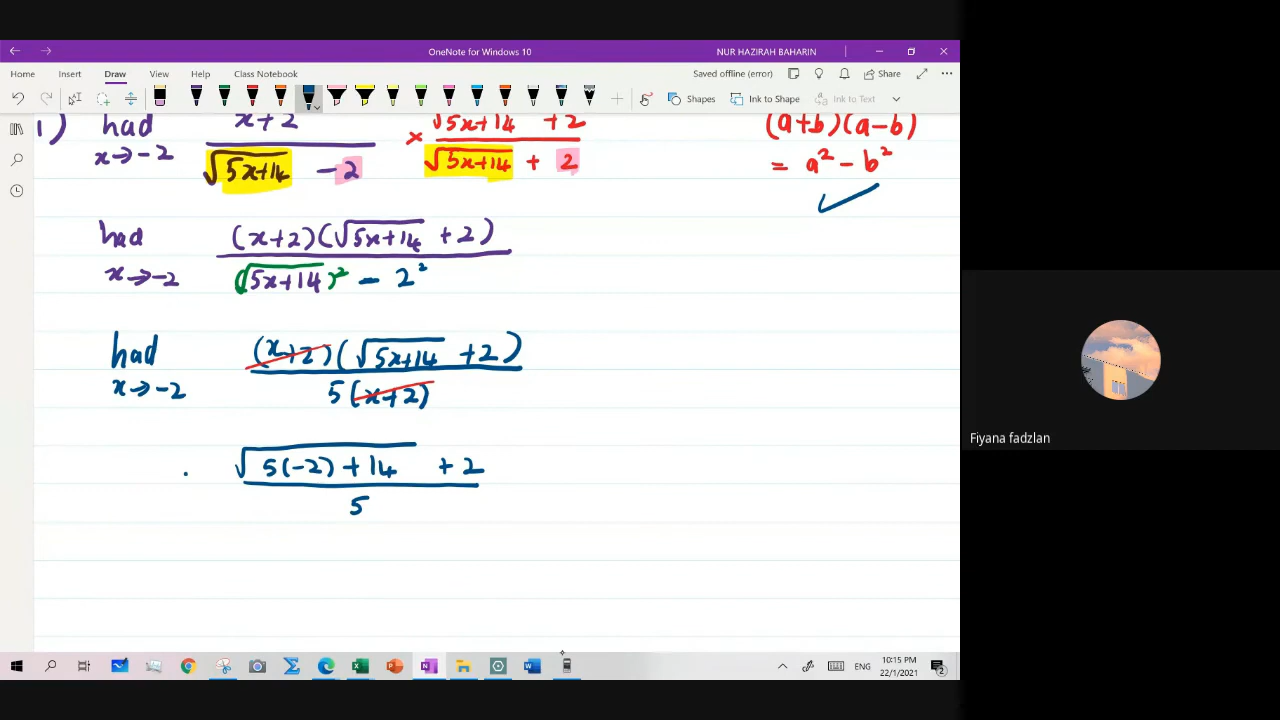 OneNote for Windows 10
NUR HAZIRAH BAHARIN
Home Insert Draw View Help Class Notebook
Saved offline (error)
Share
Shapes
Ink to Shape
Ink to Text
1) had x+2 × √5x+14 + 2
x→-2 √5x+14 - 2 √5x+14 + 2
(a+b)(a-b)
= a² - b²
had (x+2)(√5x+14 + 2)
x→-2 (√5x+14)² - 2²
had (x+2)(√5x+14 + 2)
x→-2 5(x+2)
√5(-2)+14 + 2
5
Fiyana fadzlan
ENG
10:15 PM
22/1/2021
2